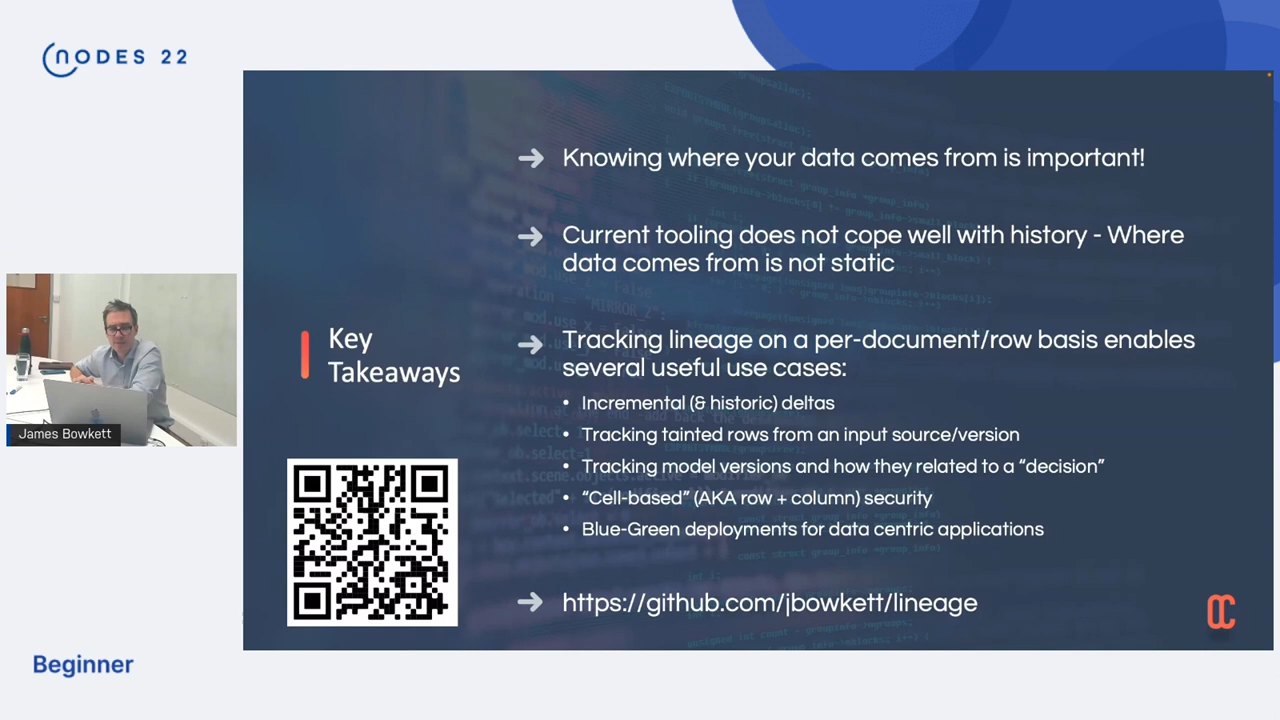 NODES 22
Knowing where your data comes from is important!
Current tooling does not cope well with history - Where
data comes from is not static
Key
Takeaways
Tracking lineage on a per-document/row basis enables
several useful use cases:
• Incremental (& historic) deltas
• Tracking tainted rows from an input source/version
• Tracking model versions and how they related to a “decision”
• “Cell-based” (AKA row + column) security
• Blue-Green deployments for data centric applications
https://github.com/jbowkett/lineage
James Bowkett
OC
Beginner